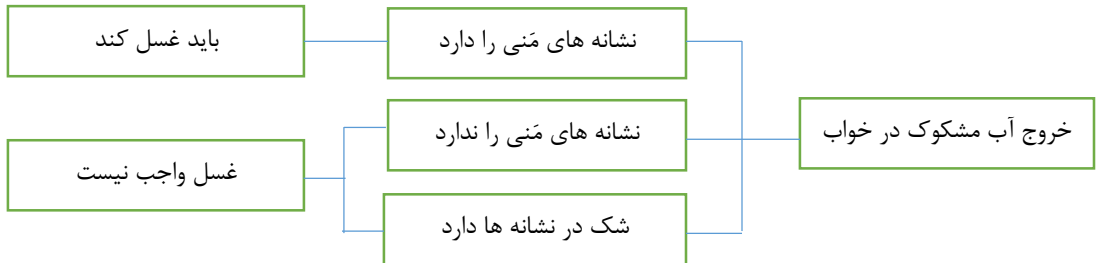 خروج آب مشکوک در خواب
نشانه های مَنی را دارد
باید غسل کند
نشانه های مَنی را ندارد
شک در نشانه ها دارد
غسل واجب نیست